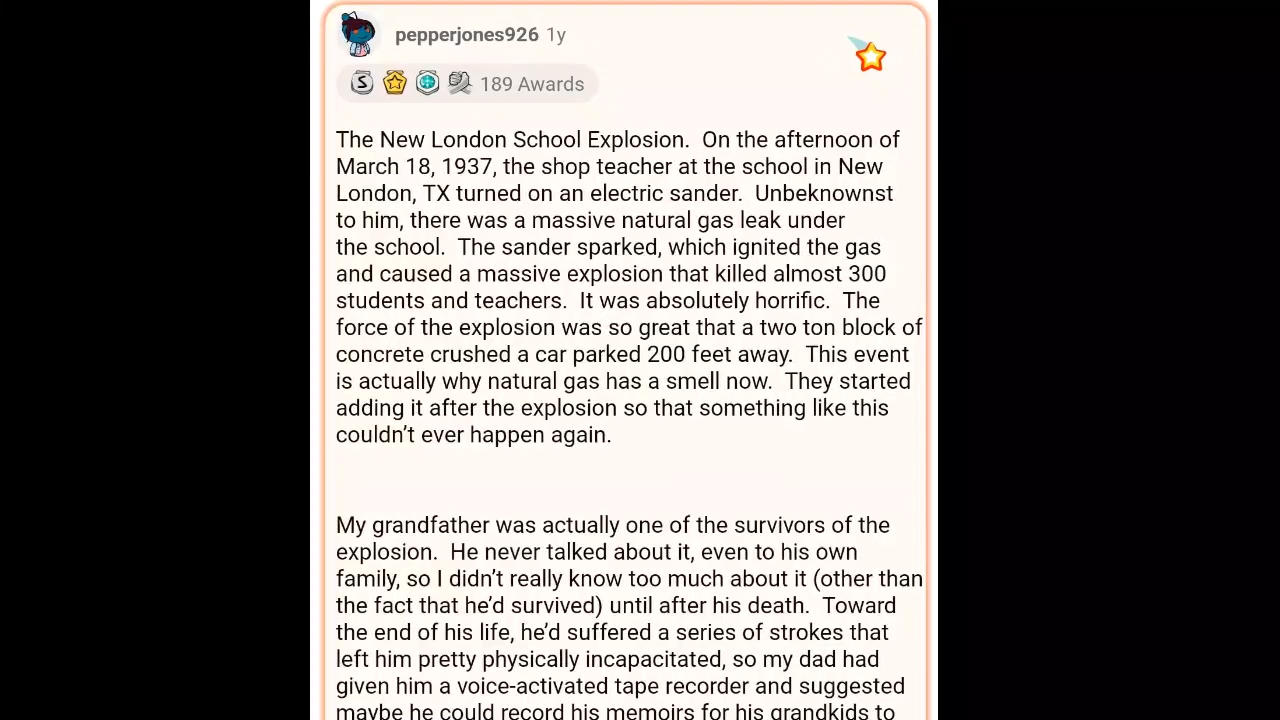 pepperjones926 1y
189 Awards
The New London School Explosion. On the afternoon of
March 18, 1937, the shop teacher at the school in New
London, TX turned on an electric sander. Unbeknownst
to him, there was a massive natural gas leak under
the school. The sander sparked, which ignited the gas
and caused a massive explosion that killed almost 300
students and teachers. It was absolutely horrific. The
force of the explosion was so great that a two ton block of
concrete crushed a car parked 200 feet away. This event
is actually why natural gas has a smell now. They started
adding it after the explosion so that something like this
couldn’t ever happen again.
My grandfather was actually one of the survivors of the
explosion. He never talked about it, even to his own
family, so I didn’t really know too much about it (other than
the fact that he’d survived) until after his death. Toward
the end of his life, he’d suffered a series of strokes that
left him pretty physically incapacitated, so my dad had
given him a voice-activated tape recorder and suggested
maybe he could record his memoirs for his grandkids to